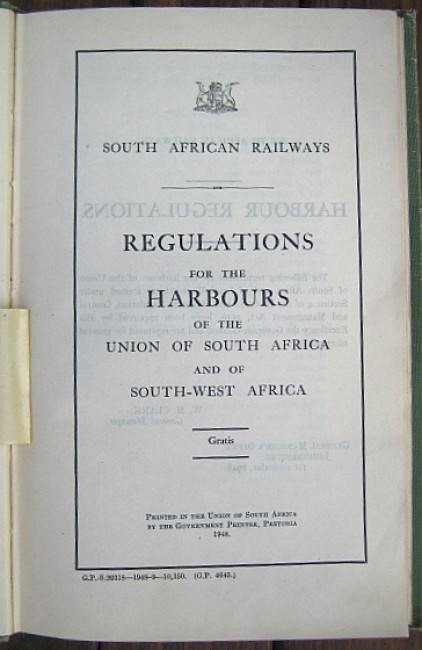 SOUTH AFRICAN RAILWAYS
REGULATIONS
FOR THE
HARBOURS
OF THE
UNION OF SOUTH AFRICA
AND OF
SOUTH-WEST AFRICA
Gratis
PRINTED IN THE UNION OF SOUTH AFRICA
BY THE GOVERNMENT PRINTER, PRETORIA
1948.
G.P.-S.20318—1948-9—10,150. (G.P. 4645.)